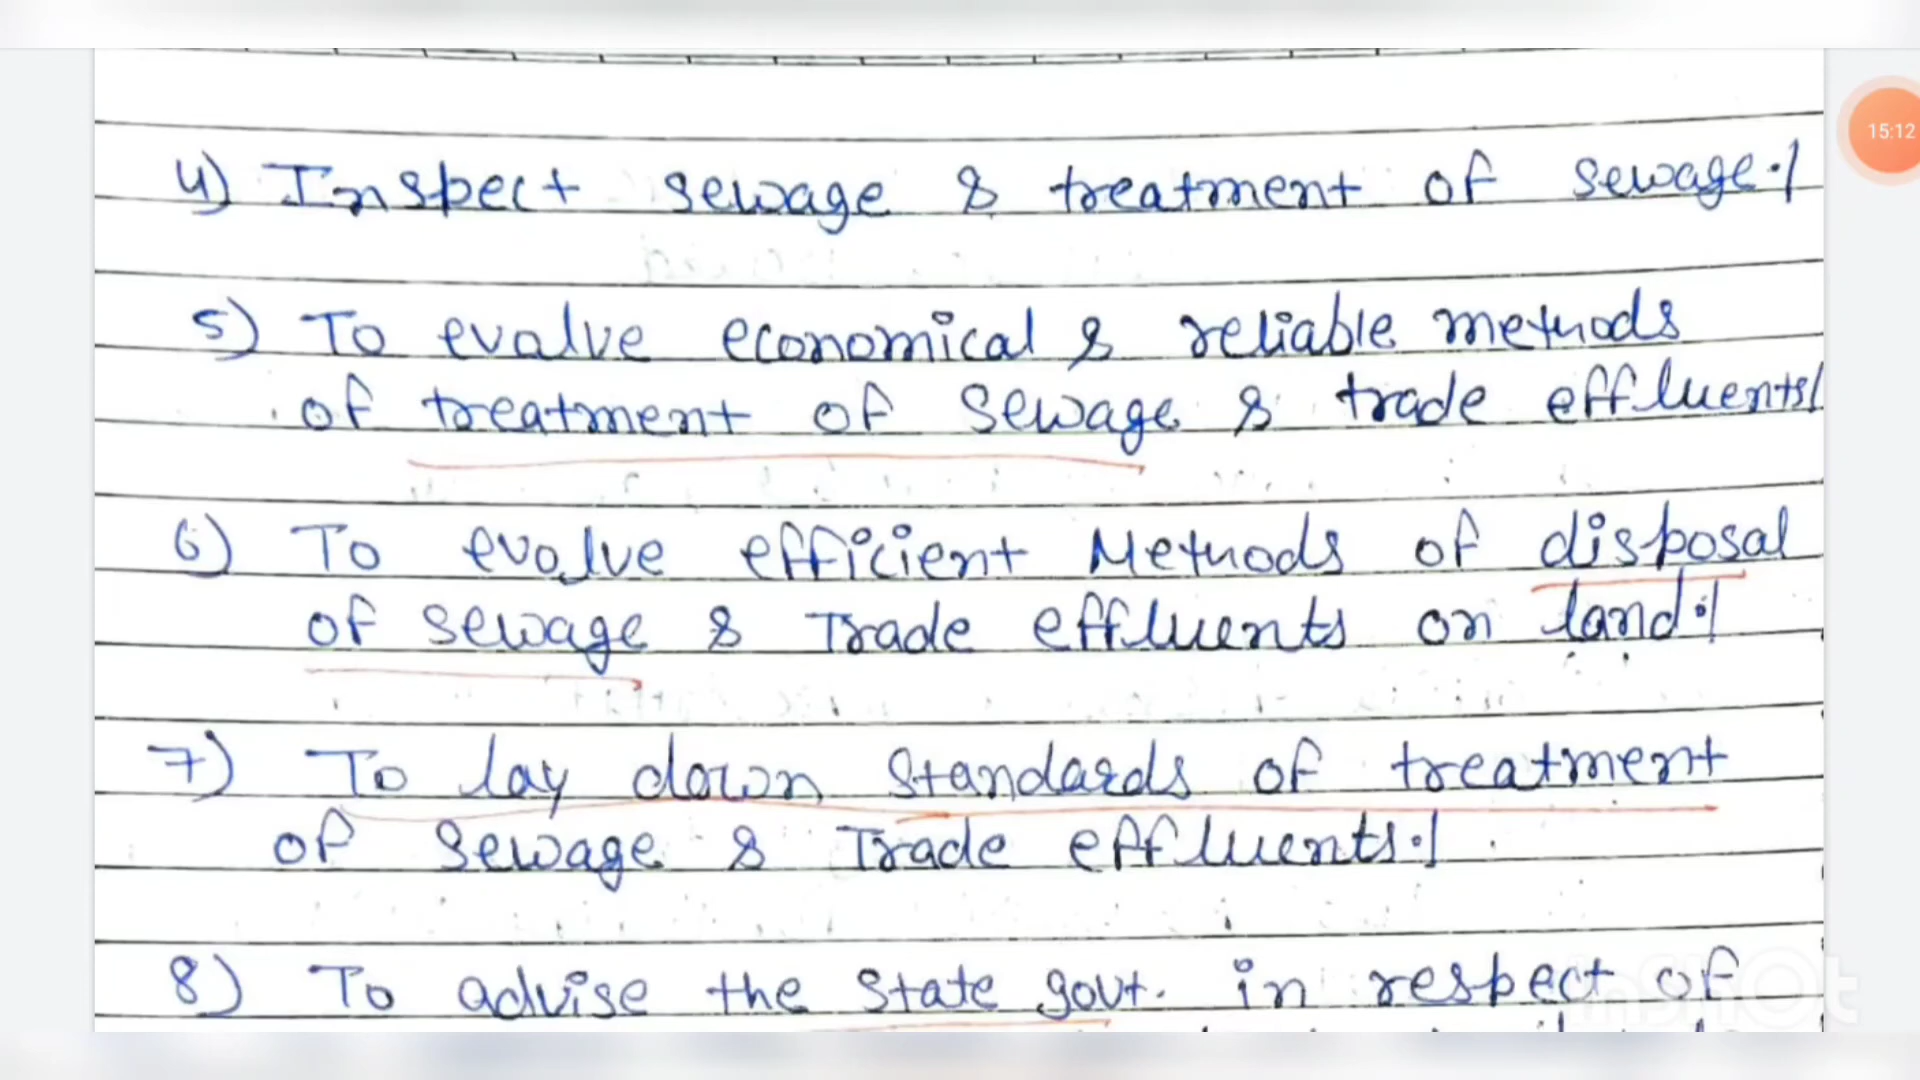 15:12
4) Inspect sewage & treatment of sewage.|
5) To evolve economical & reliable methods
of treatment of sewage & trade effluents|
6) To evolve efficient Methods of disposal
of sewage & Trade effluents on land.|
7) To lay down standards of treatment
of sewage & Trade effluents.|
8) To advise the state govt. in respect of
InShOt